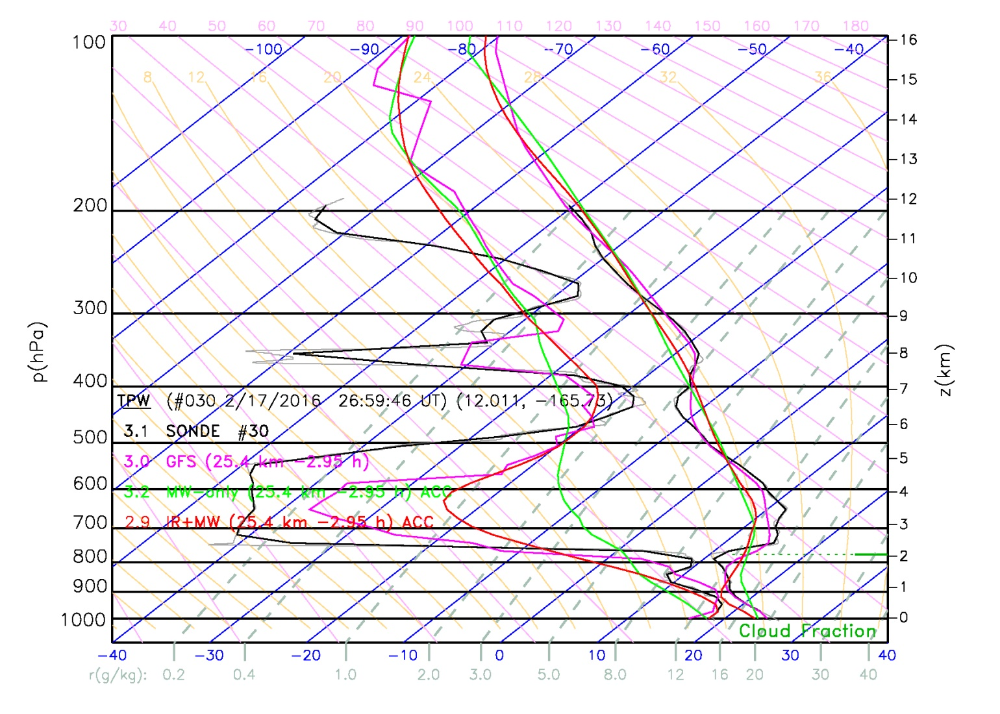 30 40 50 60 70 80 90 100 110 120 130 140 150 160 170 180
100 -100 -90 -80 -70 -60 -50 -40 16
8 12 16 20 24 28 32 36 15
14
13
12
200
11
10
300 9
8
400 7
TPW (#030 2/17/2016 26:59:46 UT) (12.011, -165.73)
6
3.1 SONDE #30
500
3.0 GFS (25.4 km -2.95 h) 5
600
3.2 MW-only (25.4 km -2.95 h) ACC 4
700
2.9 IR+MW (25.4 km -2.95 h) ACC 3
800 2
900 1
1000 0
Cloud Fraction
-40 -30 -20 -10 0 10 20 30 40
r(g/kg): 0.2 0.4 1.0 2.0 3.0 5.0 8.0 12 16 20 30 40
p(hPa)
z(km)